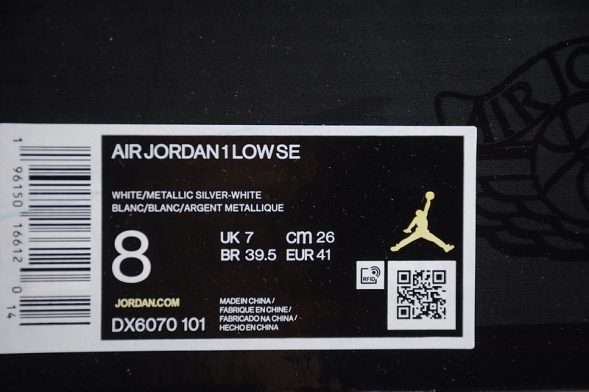 AIR JORDAN 1 LOW SE
WHITE/METALLIC SILVER-WHITE
BLANC/BLANC/ARGENT METALLIQUE
8
UK 7 cm 26
BR 39.5 EUR 41
RFID
JORDAN.COM
DX6070 101
MADE IN CHINA /
FABRIQUE EN CHINE /
FABRICADO NA CHINA /
HECHO EN CHINA
1 96150 16612 0 14
AIR JO